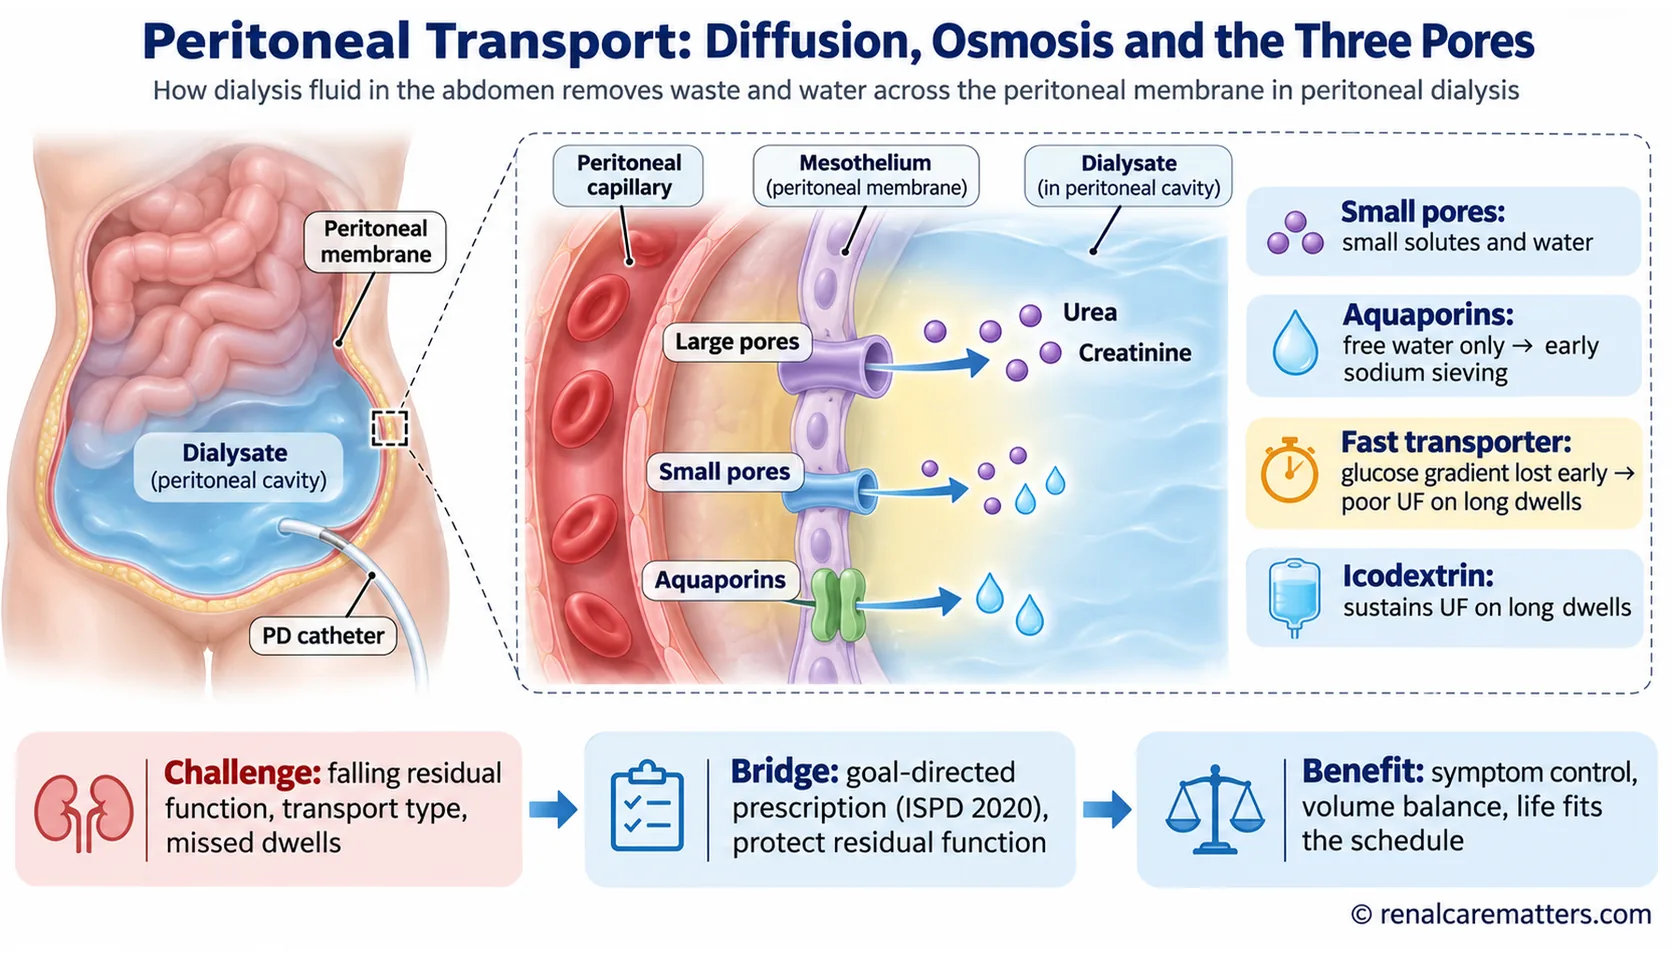 Peritoneal Transport: Diffusion, Osmosis and the Three Pores
How dialysis fluid in the abdomen removes waste and water across the peritoneal membrane in peritoneal dialysis
Peritoneal
membrane
Dialysate
(peritoneal cavity)
PD catheter
Peritoneal
capillary
Mesothelium
(peritoneal membrane)
Dialysate
(in peritoneal cavity)
Large pores
Urea
Creatinine
Small pores
Aquaporins
Small pores:
small solutes and water
Aquaporins:
free water only → early
sodium sieving
Fast transporter:
glucose gradient lost early →
poor UF on long dwells
Icodextrin:
sustains UF on long dwells
Challenge: falling residual
function, transport type,
missed dwells
Bridge: goal-directed
prescription (ISPD 2020),
protect residual function
Benefit: symptom control,
volume balance, life fits
the schedule
© renalcarematters.com